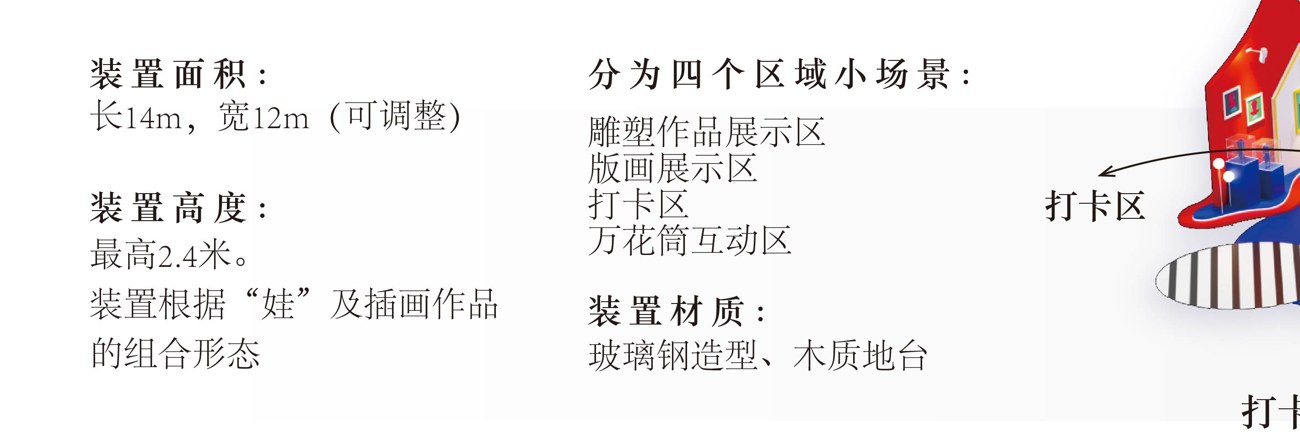 装置面积：
长14m，宽12m（可调整）
装置高度：
最高2.4米。
装置根据“娃”及插画作品
的组合形态
分为四个区域小场景：
雕塑作品展示区
版画展示区
打卡区
万花筒互动区
装置材质：
玻璃钢造型、木质地台
打卡区
打